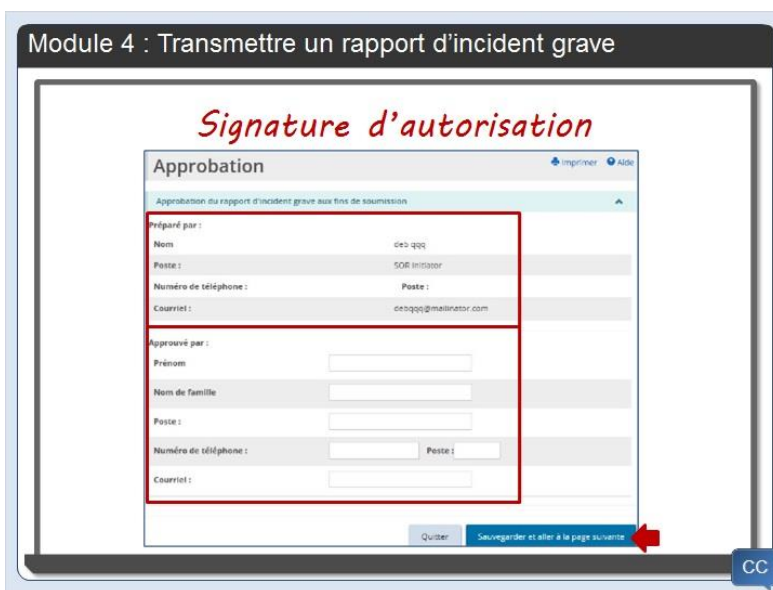 Module 4 : Transmettre un rapport d'incident grave
Signature d'autorisation
Approbation
Imprimer Aide
Approbation du rapport d'incident grave aux fins de soumission
Préparé par :
Nom deb qqq
Poste : SOR Initiator
Numéro de téléphone : Poste :
Courriel : debqqq@mailinator.com
Approuvé par :
Prénom
Nom de famille
Poste :
Numéro de téléphone : Poste :
Courriel :
Quitter Sauvegarder et aller à la page suivante
CC